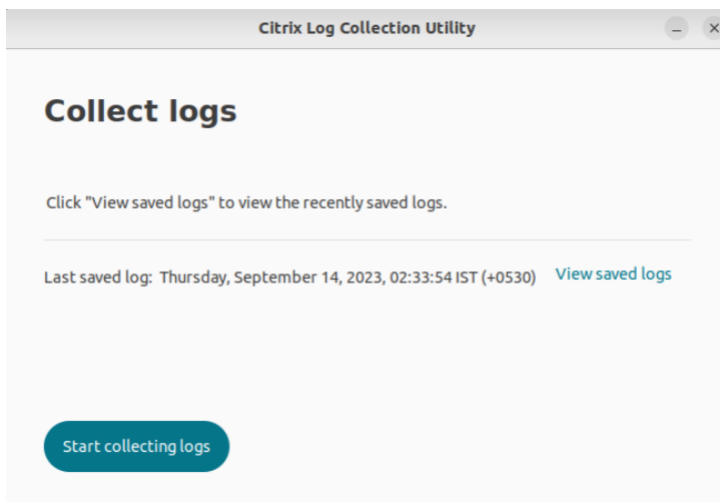 Citrix Log Collection Utility
Collect logs
Click "View saved logs" to view the recently saved logs.
Last saved log: Thursday, September 14, 2023, 02:33:54 IST (+0530) View saved logs
Start collecting logs